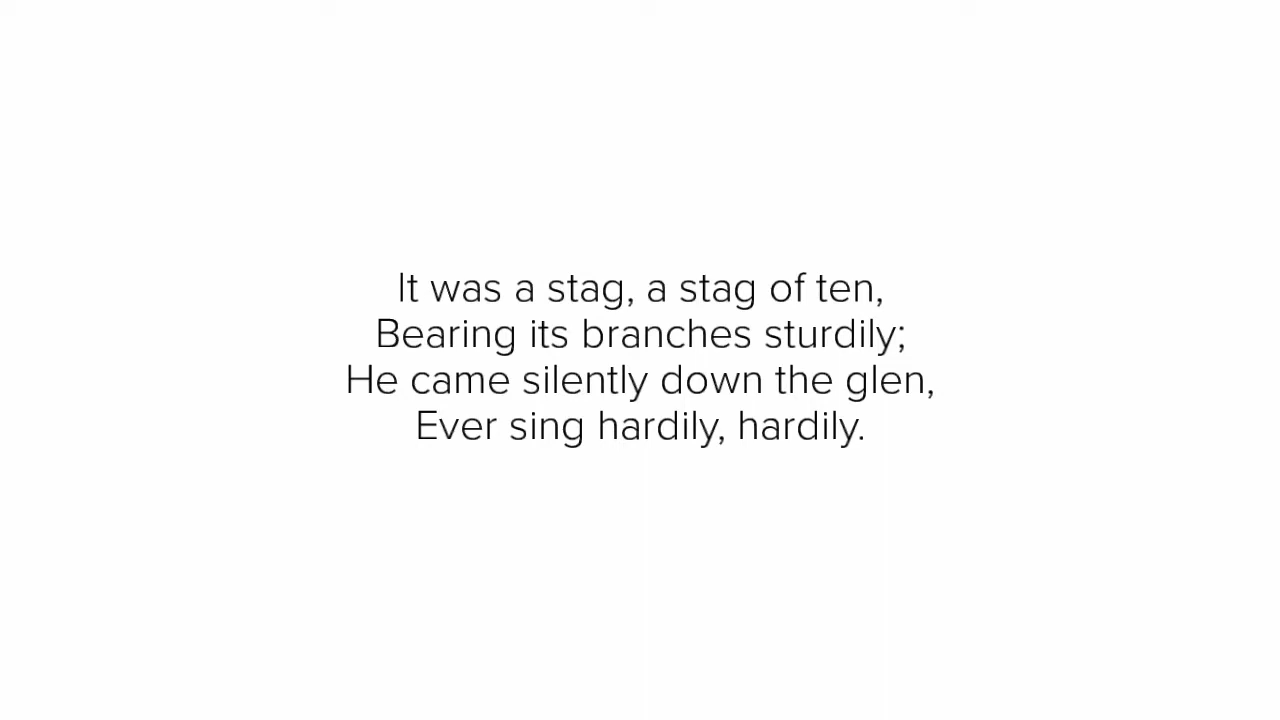 It was a stag, a stag of ten,
Bearing its branches sturdily;
He came silently down the glen,
Ever sing hardily, hardily.